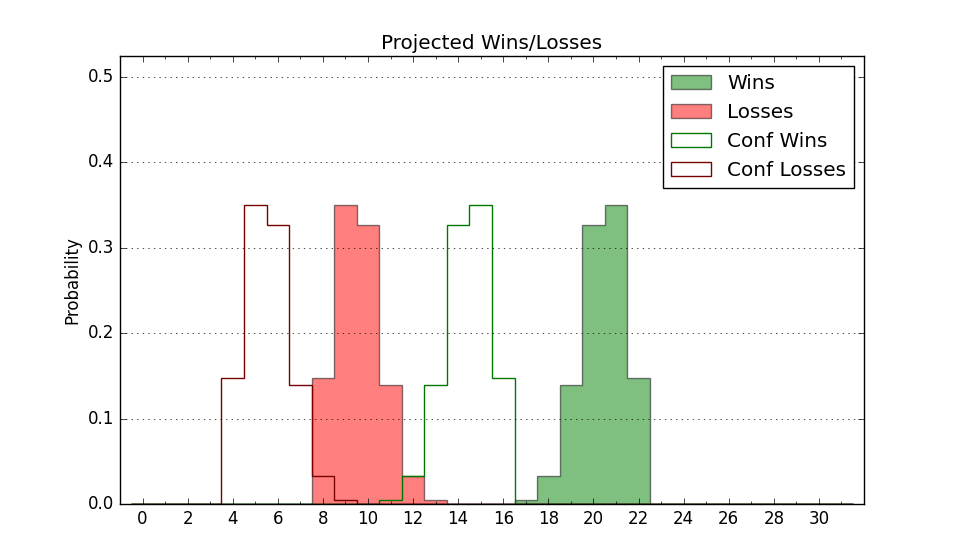 Projected Wins/Losses
0.5
0.4
0.3
0.2
0.1
0.0
Probability
Wins
Losses
Conf Wins
Conf Losses
0 2 4 6 8 10 12 14 16 18 20 22 24 26 28 30